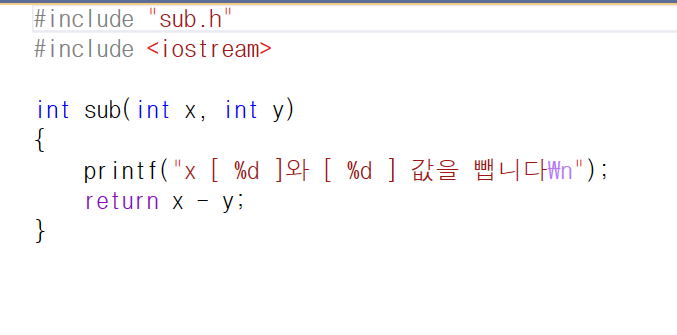 #include "sub.h"
#include <iostream>
int sub(int x, int y)
{
printf("x [ %d ]와 [ %d ] 값을 뺍니다₩n");
return x - y;
}